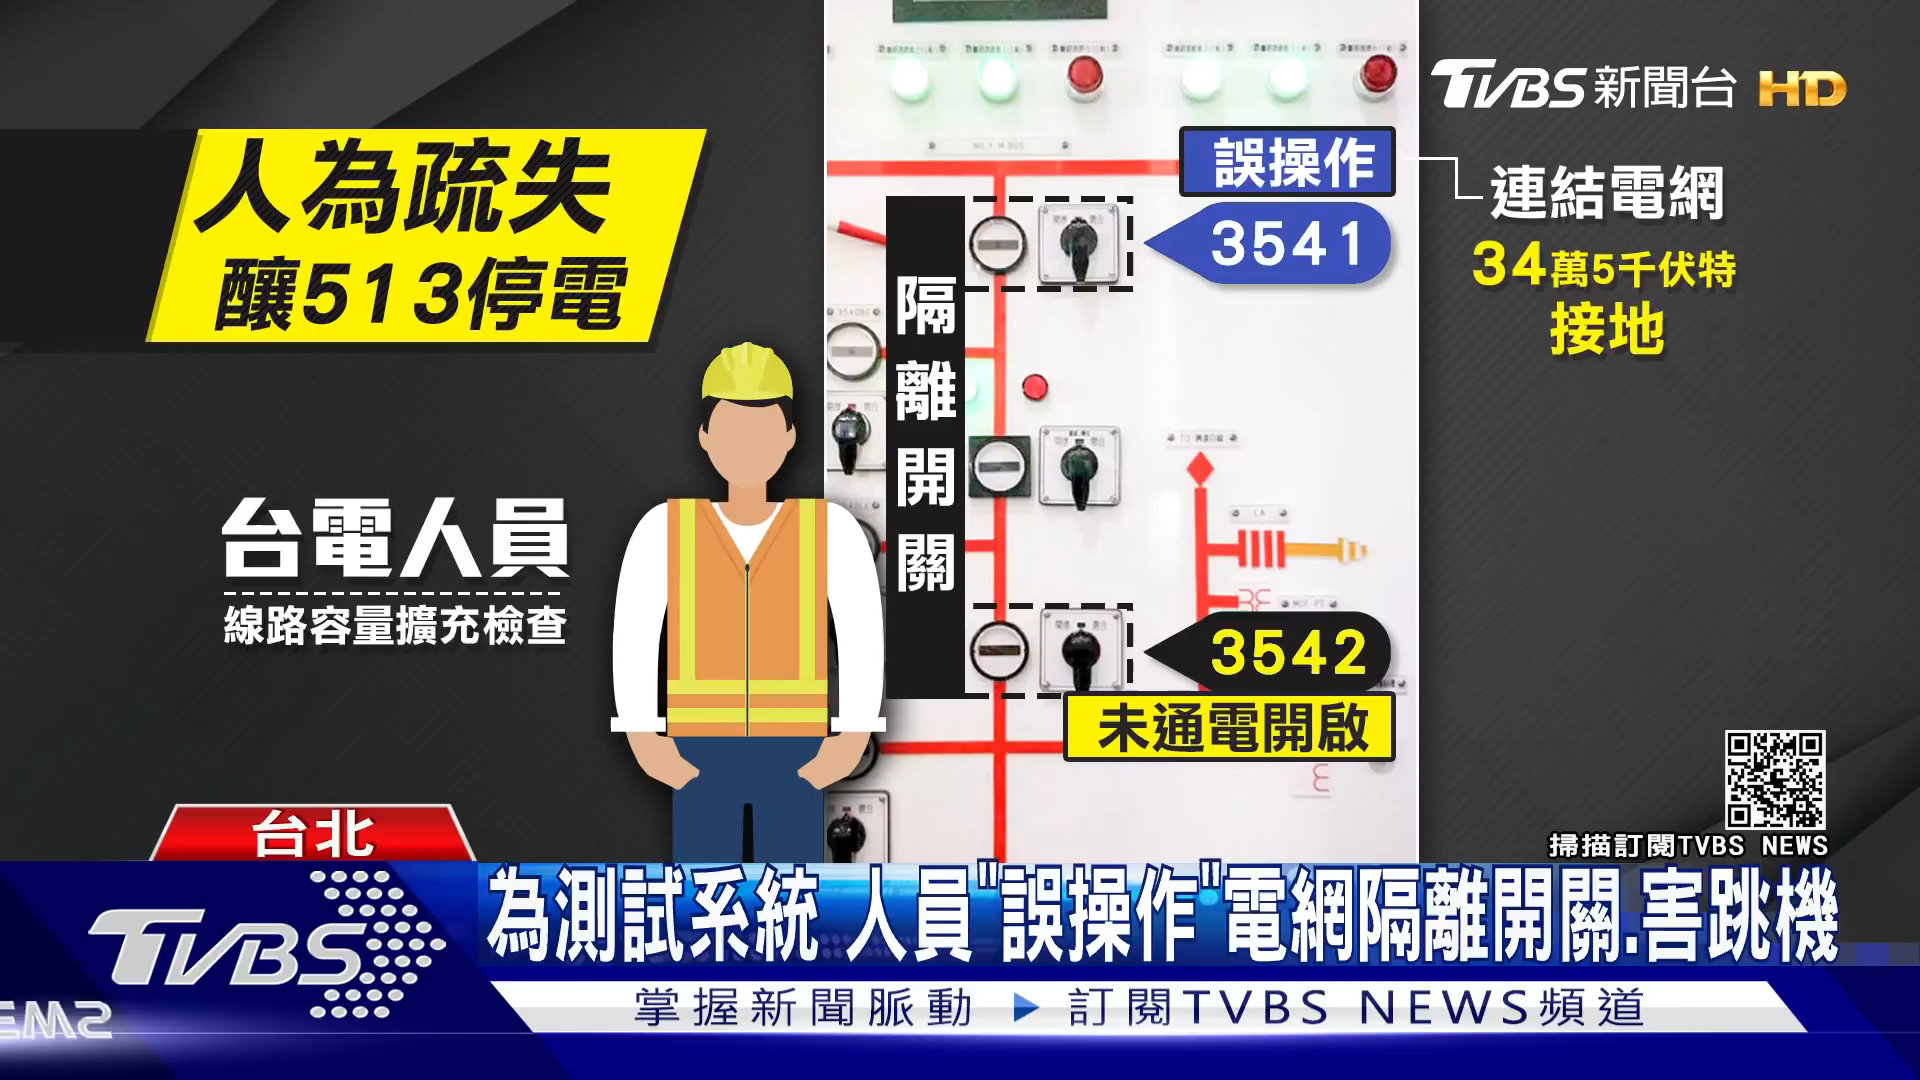 TVBS新聞台 HD
人為疏失
釀513停電
誤操作
3541
連結電網
34萬5千伏特
接地
隔離開關
NO.1 M.BUS
台電人員
線路容量擴充檢查
LA
3542
未通電開啟
掃描訂閱TVBS NEWS
台北
為測試系統 人員"誤操作"電網隔離開關.害跳機
TVBS
掌握新聞脈動 ▶ 訂閱TVBS NEWS頻道